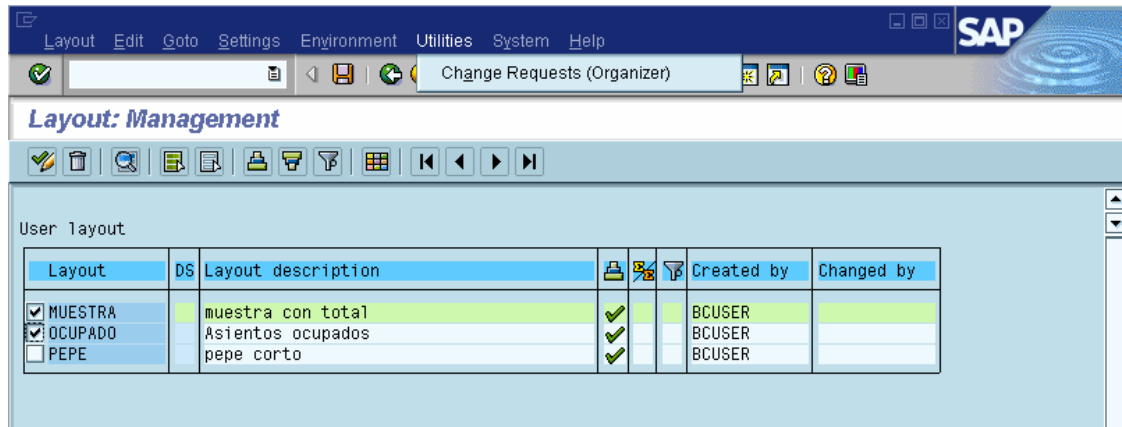 Layout Edit Goto Settings Environment Utilities System Help
SAP
Change Requests (Organizer)
Layout: Management
User layout
Layout DS Layout description Created by Changed by
MUESTRA muestra con total BCUSER
OCUPADO Asientos ocupados BCUSER
PEPE pepe corto BCUSER